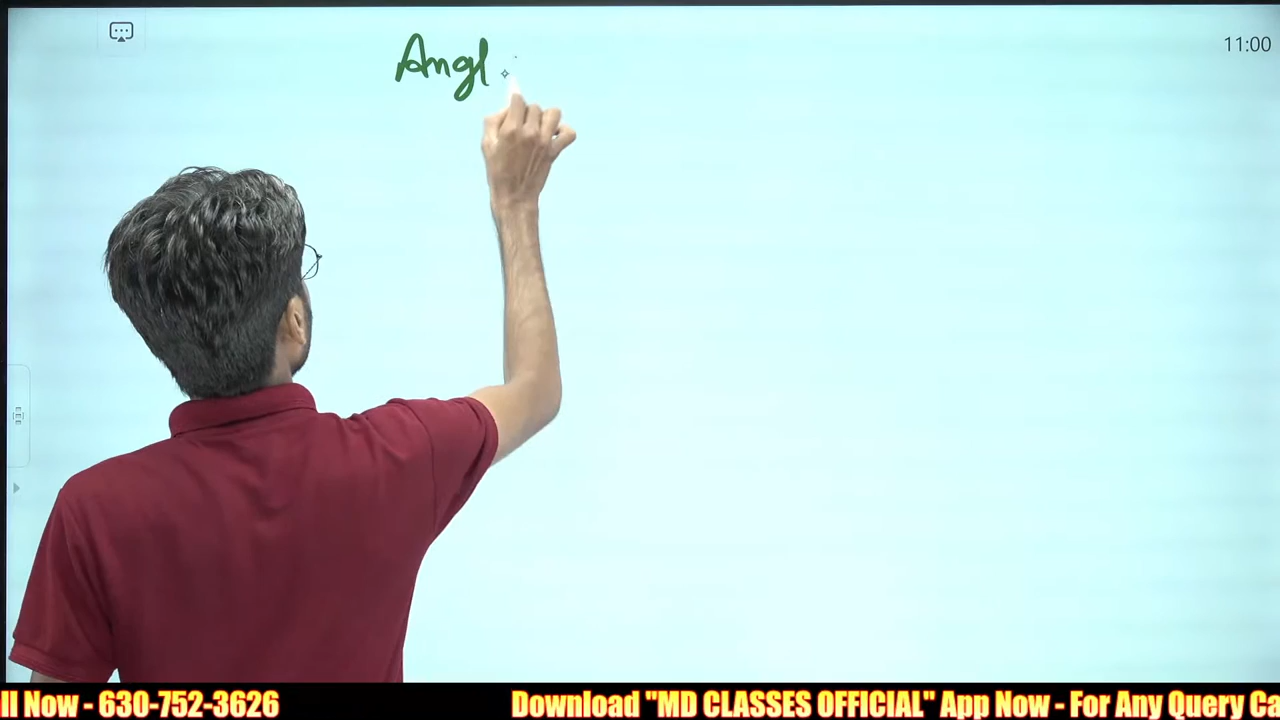 11:00
Angl
ll Now - 630-752-3626 Download "MD CLASSES OFFICIAL" App Now - For Any Query Ca